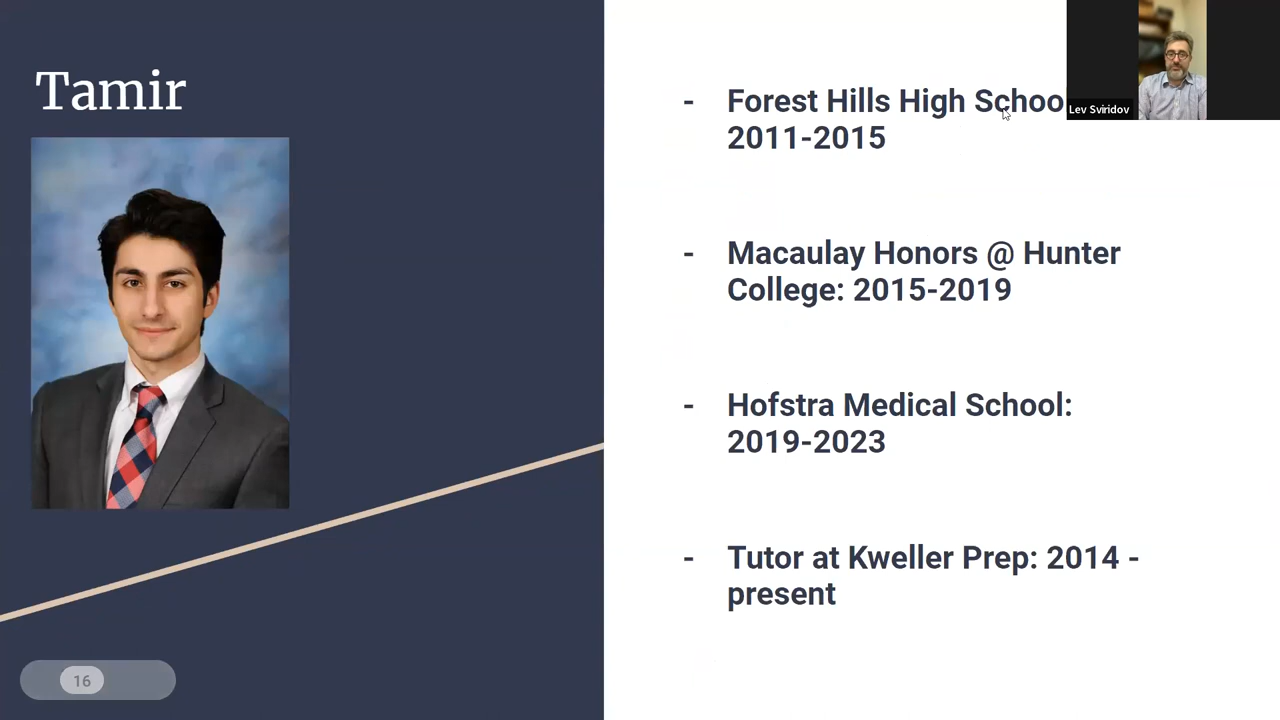 Tamir
- Forest Hills High Schoo
2011-2015
- Macaulay Honors @ Hunter
College: 2015-2019
- Hofstra Medical School:
2019-2023
- Tutor at Kweller Prep: 2014 -
present
Lev Sviridov
16